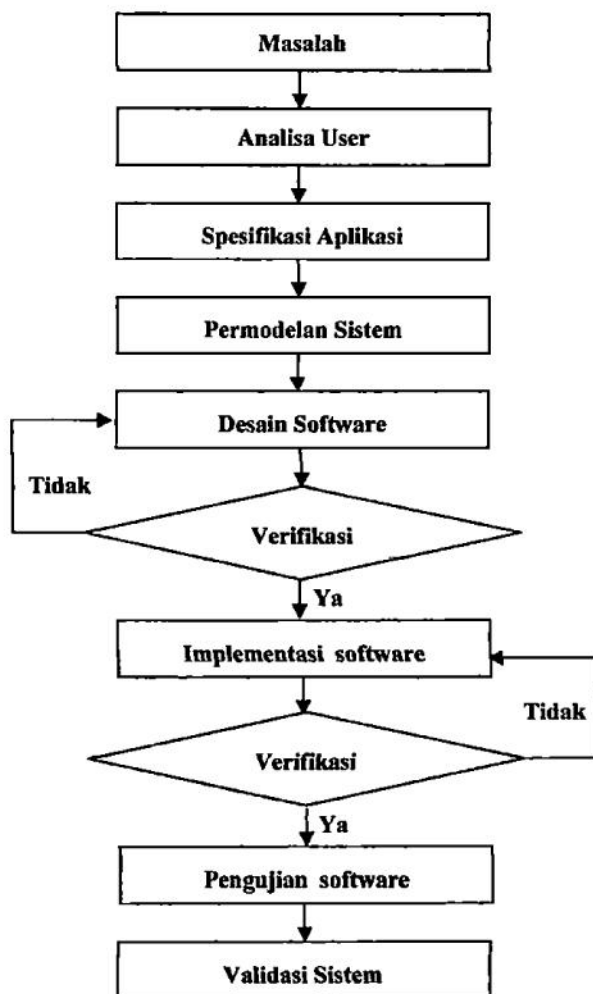 Masalah
Analisa User
Spesifikasi Aplikasi
Permodelan Sistem
Desain Software
Tidak
Verifikasi
Ya
Implementasi software
Tidak
Verifikasi
Ya
Pengujian software
Validasi Sistem